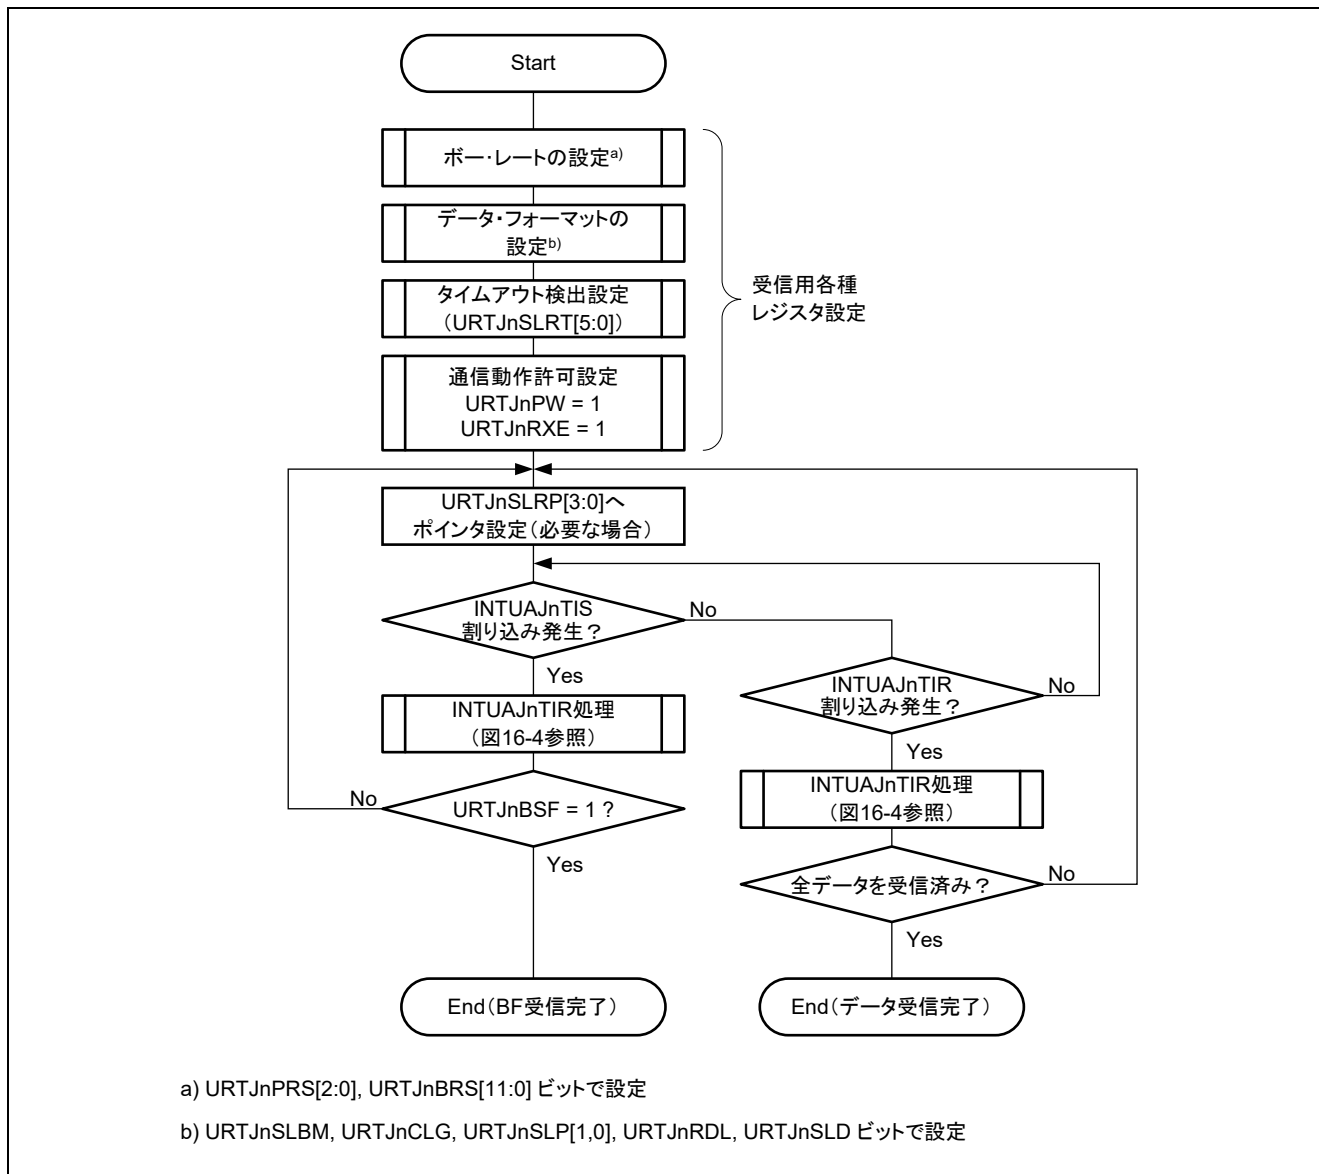 Start
ボー・レートの設定a)
データ・フォーマットの
設定b)
タイムアウト検出設定
（URTJnSLRT[5:0]）
通信動作許可設定
URTJnPW = 1
URTJnRXE = 1
受信用各種
レジスタ設定
URTJnSLRP[3:0]へ
ポインタ設定（必要な場合）
INTUAJnTIS
割り込み発生？
No
Yes
INTUAJnTIR処理
（図16-4参照）
URTJnBSF = 1 ?
No
Yes
End（BF受信完了）
INTUAJnTIR
割り込み発生？
No
Yes
INTUAJnTIR処理
（図16-4参照）
全データを受信済み？
No
Yes
End（データ受信完了）
a) URTJnPRS[2:0], URTJnBRS[11:0] ビットで設定
b) URTJnSLBM, URTJnCLG, URTJnSLP[1,0], URTJnRDL, URTJnSLD ビットで設定